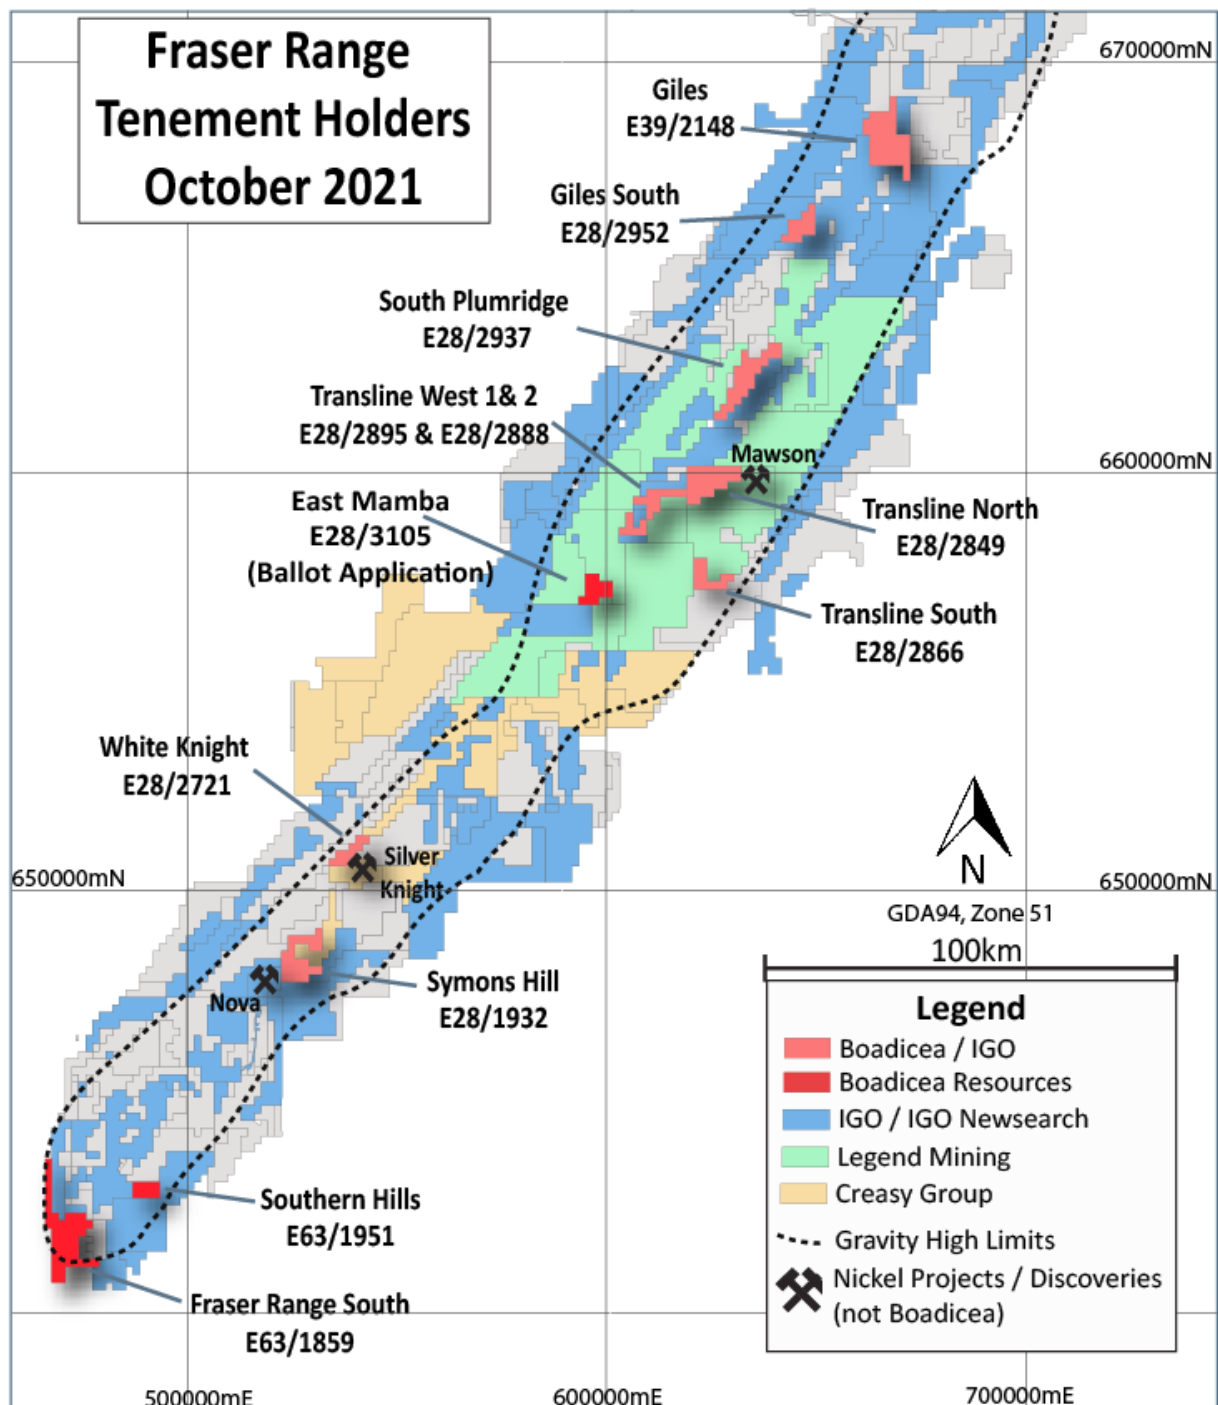 Fraser Range
Tenement Holders
October 2021
670000mN
Giles
E39/2148
Giles South
E28/2952
South Plumridge
E28/2937
Transline West 1& 2
E28/2895 & E28/2888
Mawson
660000mN
East Mamba
E28/3105
(Ballot Application)
Transline North
E28/2849
Transline South
E28/2866
White Knight
E28/2721
Silver
Knight
650000mN
650000mN
N
GDA94, Zone 51
100km
Symons Hill
E28/1932
Nova
Legend
Boadicea / IGO
Boadicea Resources
IGO / IGO Newsearch
Legend Mining
Creasy Group
Gravity High Limits
Nickel Projects / Discoveries
(not Boadicea)
Southern Hills
E63/1951
Fraser Range South
E63/1859
500000mE
600000mE
700000mE